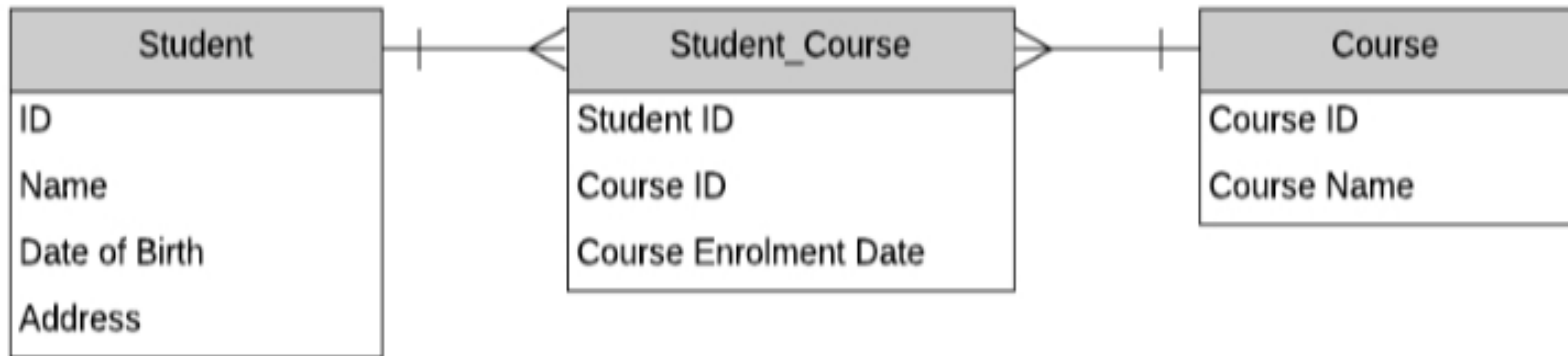 Student
ID
Name
Date of Birth
Address
Student_Course
Student ID
Course ID
Course Enrolment Date
Course
Course ID
Course Name